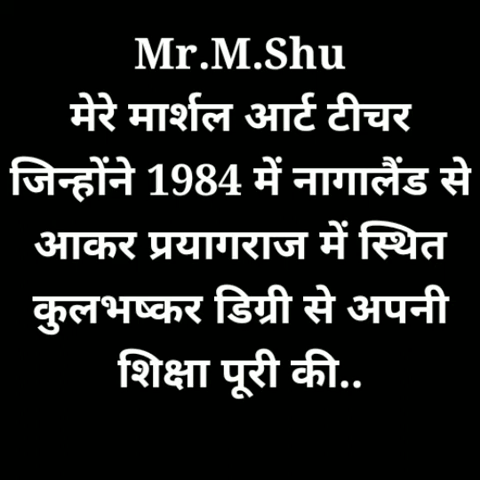 Mr.M.Shu
मेरे मार्शल आर्ट टीचर
जिन्होंने 1984 में नागालैंड से
आकर प्रयागराज में स्थित
कुलभष्कर डिग्री से अपनी
शिक्षा पूरी की..